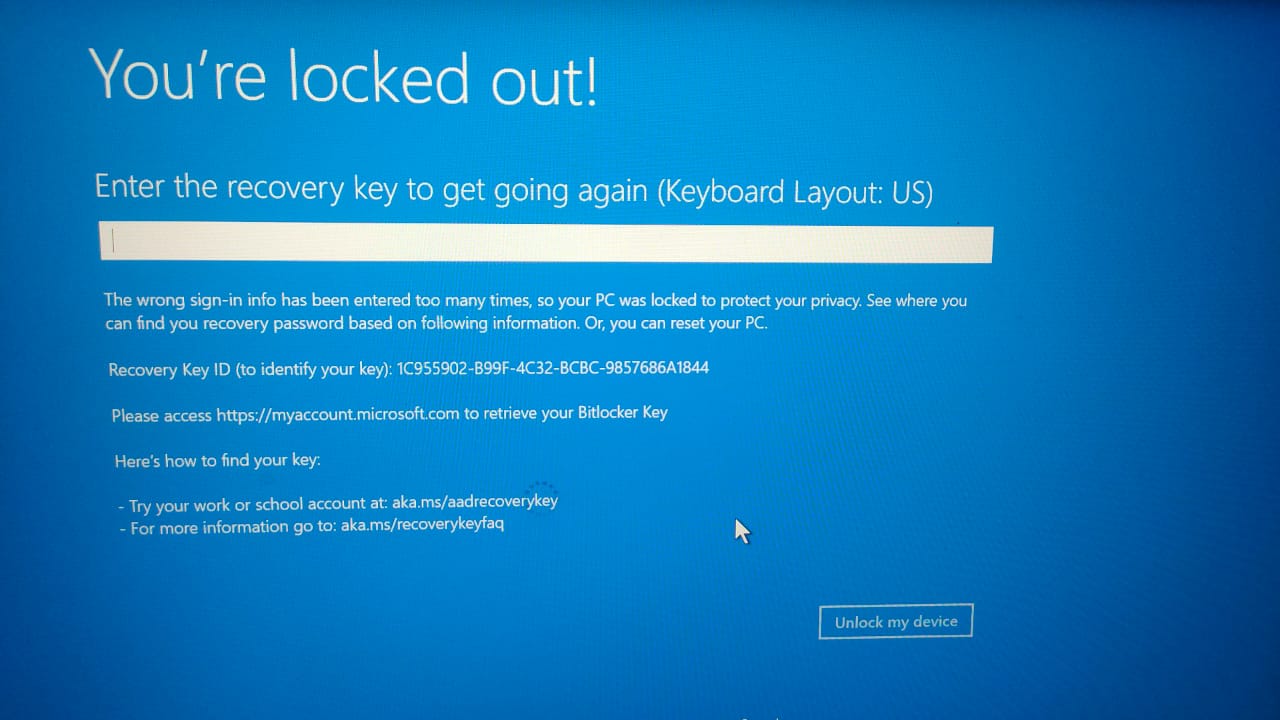 You're locked out!
Enter the recovery key to get going again (Keyboard Layout: US)
The wrong sign-in info has been entered too many times, so your PC was locked to protect your privacy. See where you
can find you recovery password based on following information. Or, you can reset your PC.
Recovery Key ID (to identify your key): 1C955902-B99F-4C32-BCBC-9857686A1844
Please access https://myaccount.microsoft.com to retrieve your Bitlocker Key
Here's how to find your key:
- Try your work or school account at: aka.ms/aadrecoverykey
- For more information go to: aka.ms/recoverykeyfaq
Unlock my device